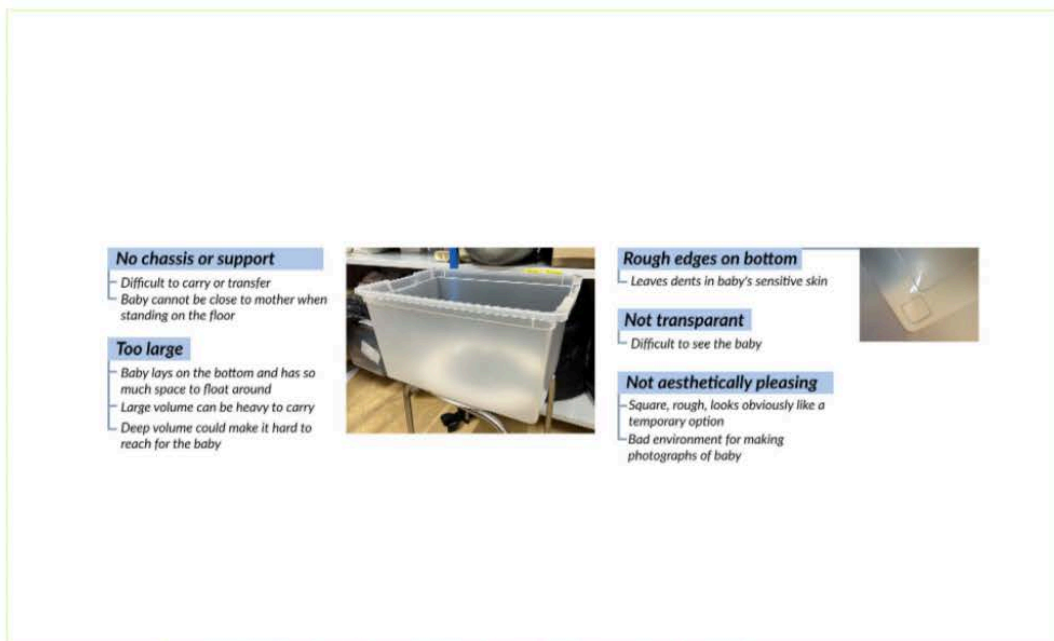 No chassis or support
Difficult to carry or transfer
Baby cannot be close to mother when
standing on the floor
Too large
Baby lays on the bottom and has so
much space to float around
Large volume can be heavy to carry
Deep volume could make it hard to
reach for the baby
Rough edges on bottom
Leaves dents in baby's sensitive skin
Not transparant
Difficult to see the baby
Not aesthetically pleasing
Square, rough, looks obviously like a
temporary option
Bad environment for making
photographs of baby